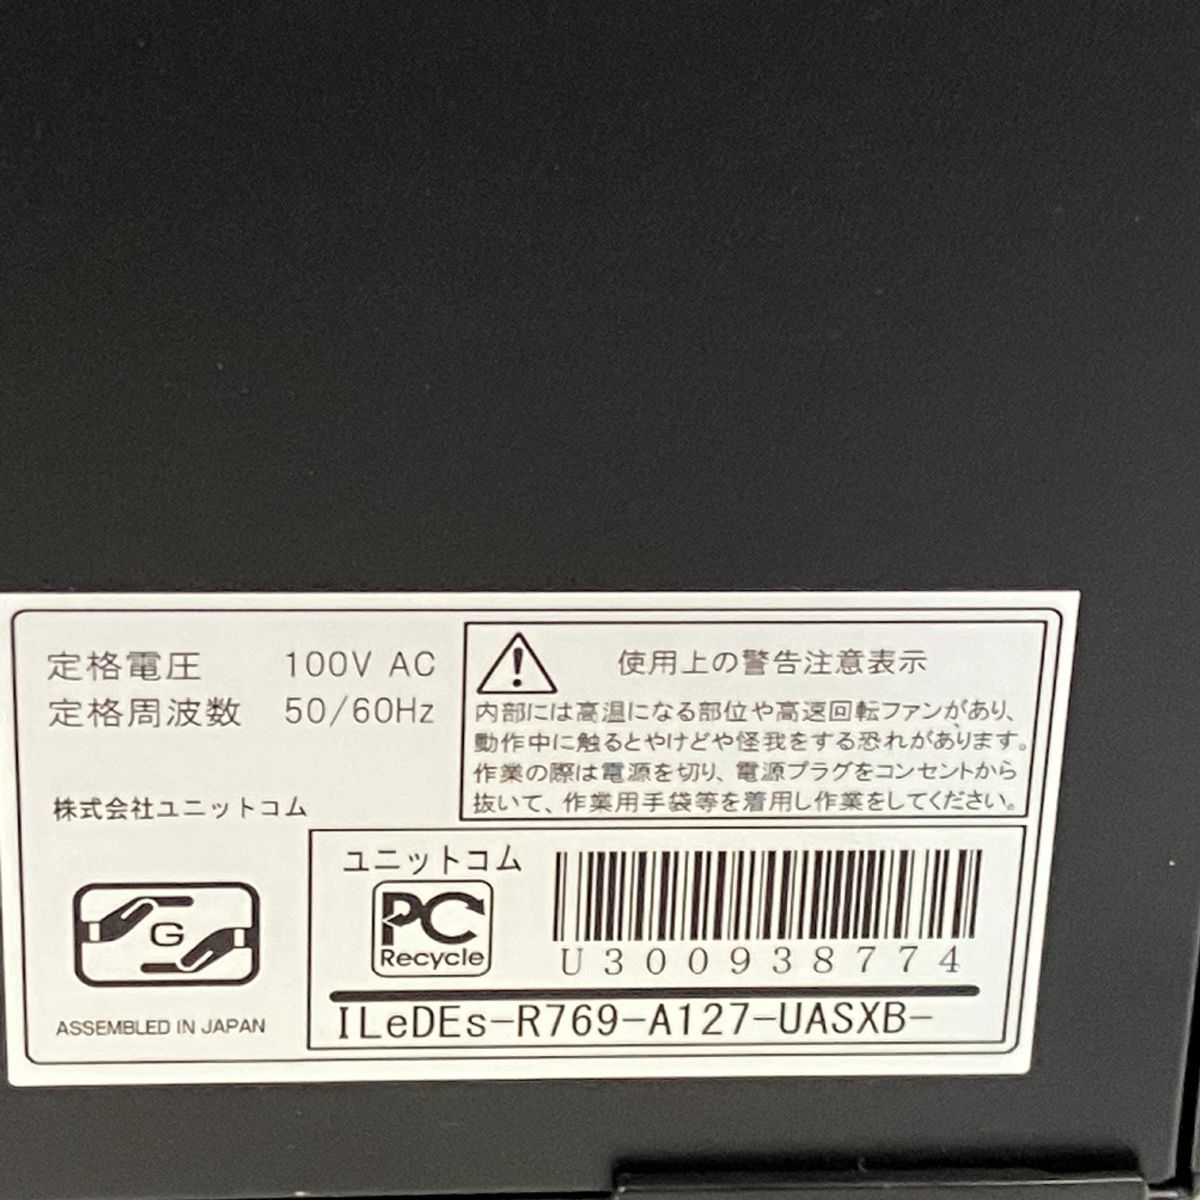 定格電圧 100V AC
定格周波数 50/60Hz
株式会社ユニットコム
G
ASSEMBLED IN JAPAN
使用上の警告注意表示
内部には高温になる部位や高速回転ファンがあり、
動作中に触るとやけどや怪我をする恐れがあります。
作業の際は電源を切り、電源プラグをコンセントから
抜いて、作業用手袋等を着用し作業をしてください。
ユニットコム
PC
Recycle
U300938774
ILeDEs-R769-A127-UASXB-